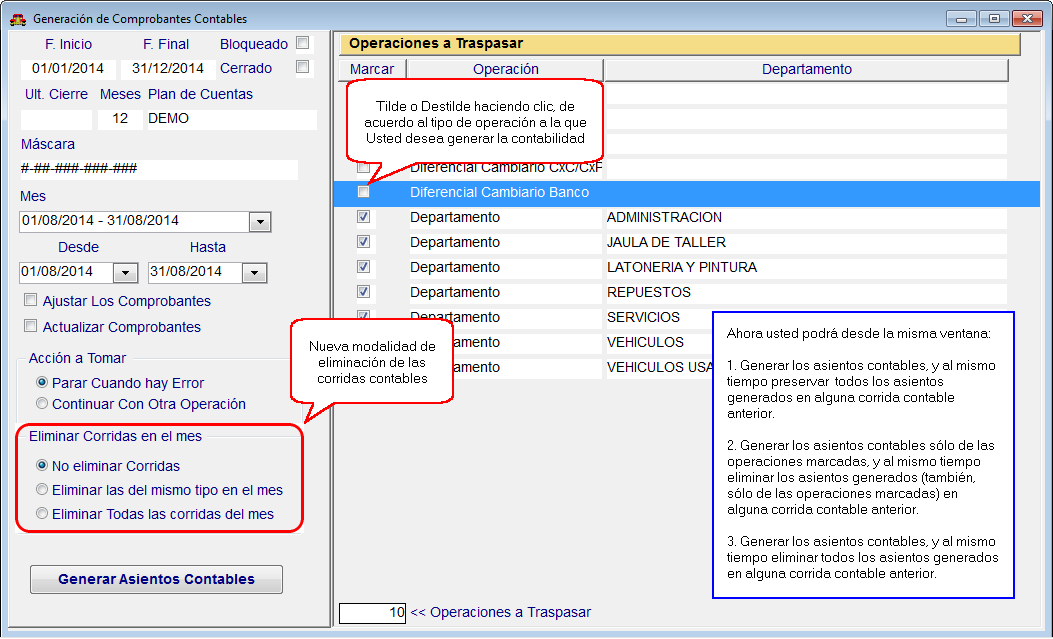 Generación de Comprobantes Contables
F. Inicio F. Final Bloqueado
01/01/2014 31/12/2014 Cerrado
Ult. Cierre Meses Plan de Cuentas
12 DEMO
Máscara
#-##-###-###-###
Mes
01/08/2014 - 31/08/2014
Desde Hasta
01/08/2014 31/08/2014
Ajustar Los Comprobantes
Actualizar Comprobantes
Acción a Tomar
Parar Cuando hay Error
Continuar Con Otra Operación
Eliminar Corridas en el mes
No eliminar Corridas
Eliminar las del mismo tipo en el mes
Eliminar Todas las corridas del mes
Generar Asientos Contables
Nueva modalidad de
eliminación de las
corridas contables
Operaciones a Traspasar
Marcar Operación Departamento
Tilde o Destilde haciendo clic, de
acuerdo al tipo de operación a la que
Usted desea generar la contabilidad
Diferencial Cambiario CxC/CxP
Diferencial Cambiario Banco
Departamento ADMINISTRACION
Departamento JAULA DE TALLER
Departamento LATONERIA Y PINTURA
Departamento REPUESTOS
Departamento SERVICIOS
VEHICULOS
VEHICULOS USA
Ahora usted podrá desde la misma ventana:
1. Generar los asientos contables, y al mismo
tiempo preservar todos los asientos
generados en alguna corrida contable
anterior.
2. Generar los asientos contables sólo de las
operaciones marcadas, y al mismo tiempo
eliminar los asientos generados (también,
sólo de las operaciones marcadas) en
alguna corrida contable anterior.
3. Generar los asientos contables, y al mismo
tiempo eliminar todos los asientos generados
en alguna corrida contable anterior.
10 << Operaciones a Traspasar